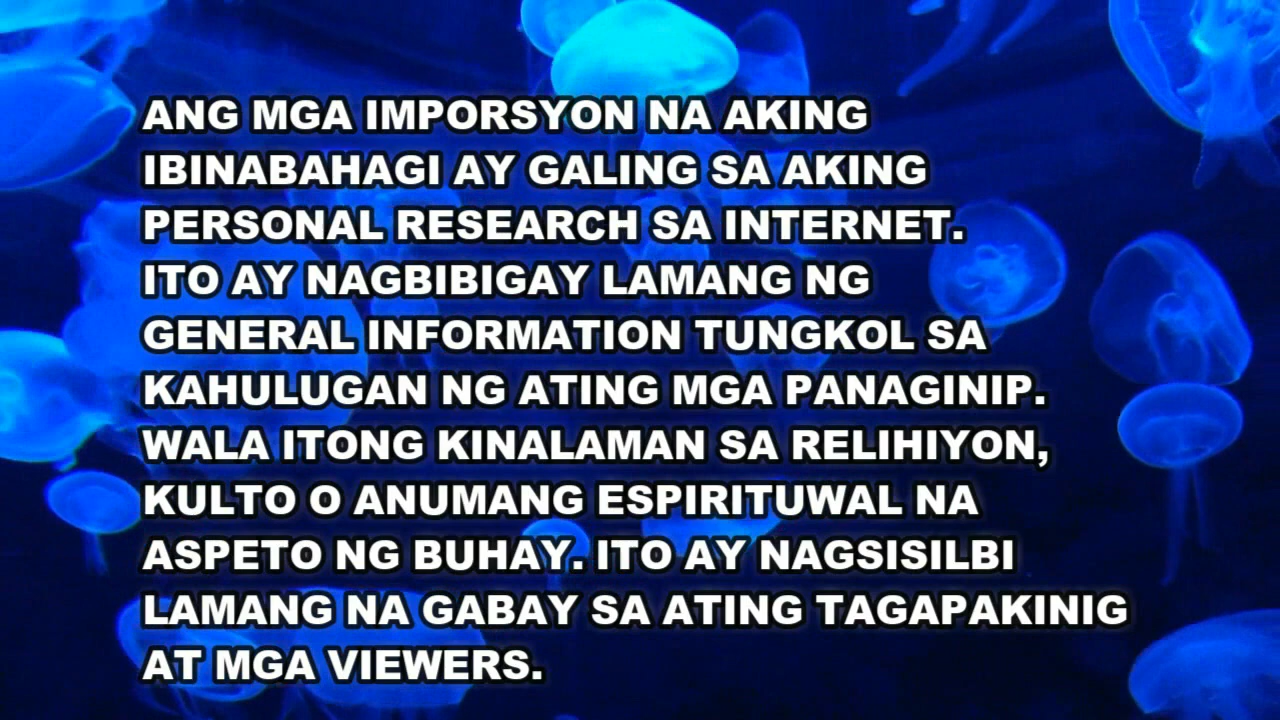 ANG MGA IMPORSYON NA AKING
IBINABAHAGI AY GALING SA AKING
PERSONAL RESEARCH SA INTERNET.
ITO AY NAGBIBIGAY LAMANG NG
GENERAL INFORMATION TUNGKOL SA
KAHULUGAN NG ATING MGA PANAGINIP.
WALA ITONG KINALAMAN SA RELIHIYON,
KULTO O ANUMANG ESPIRITUWAL NA
ASPETO NG BUHAY. ITO AY NAGSISILBI
LAMANG NA GABAY SA ATING TAGAPAKINIG
AT MGA VIEWERS.